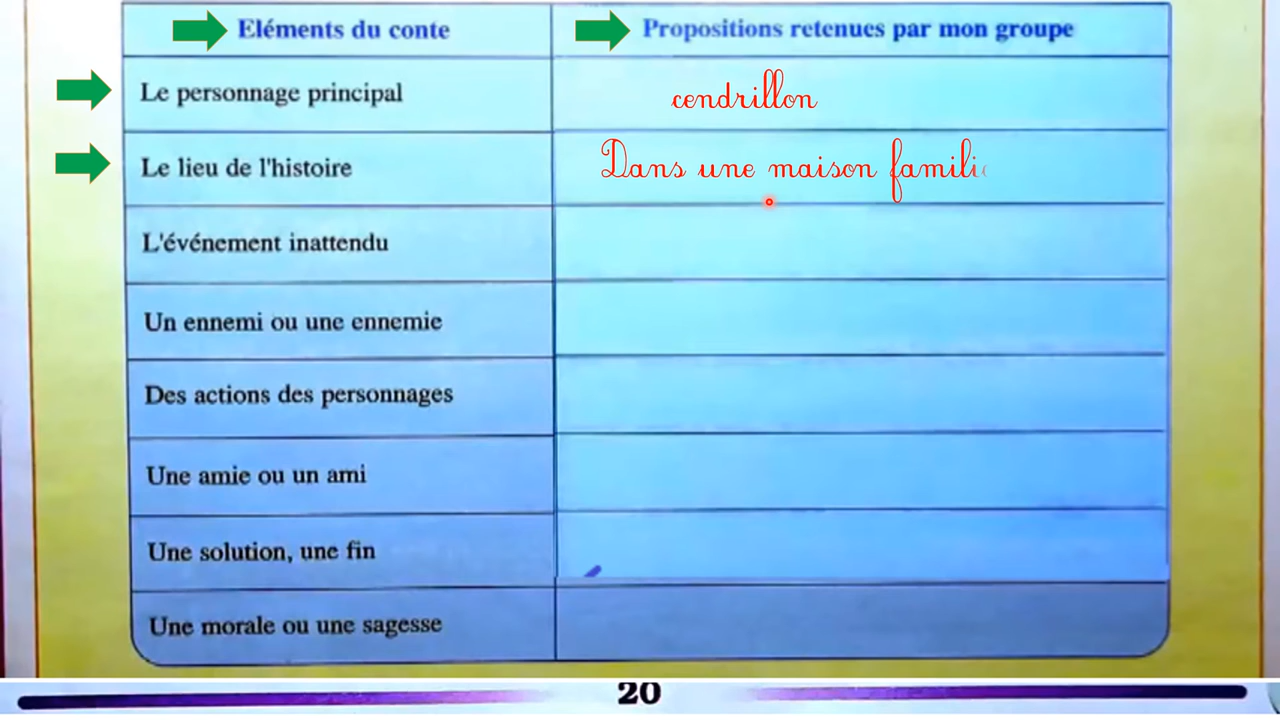 Eléments du conte
Propositions retenues par mon groupe
Le personnage principal
cendrillon
Le lieu de l'histoire
Dans une maison famili
L'événement inattendu
Un ennemi ou une ennemie
Des actions des personnages
Une amie ou un ami
Une solution, une fin
Une morale ou une sagesse
20